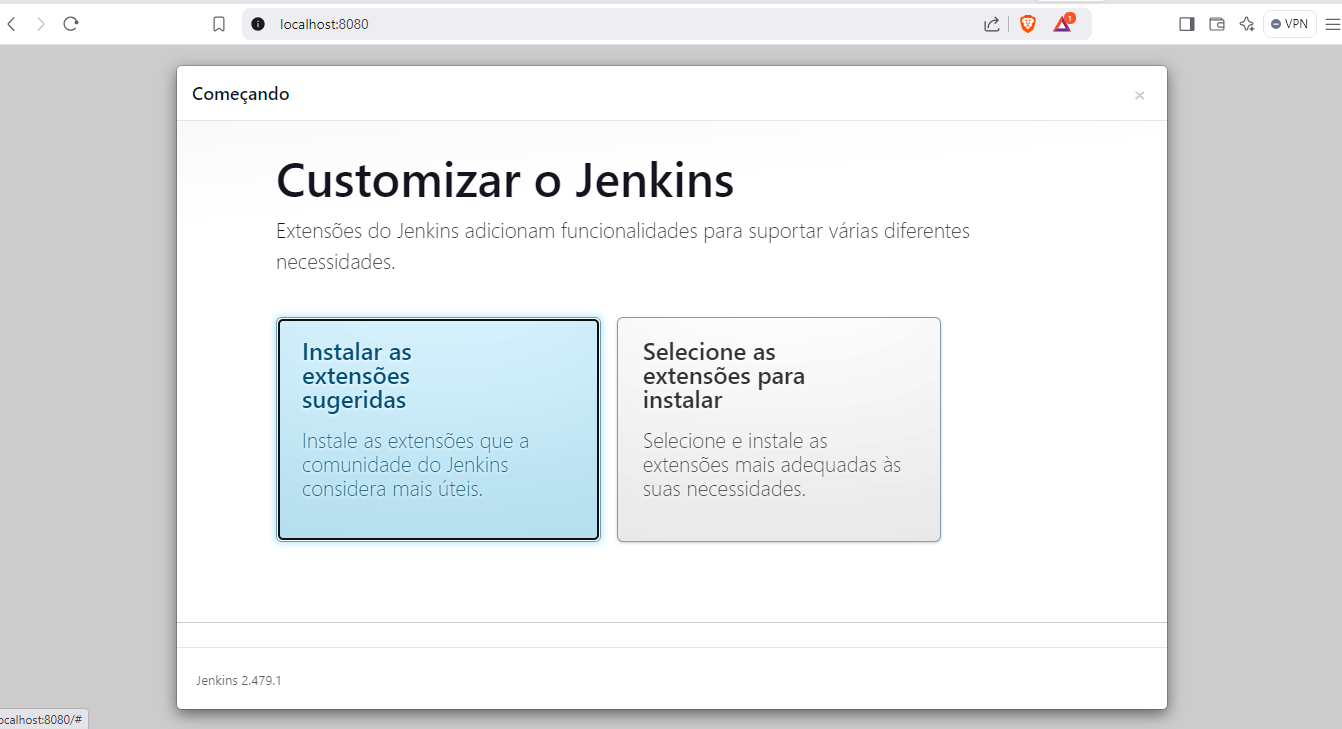 localhost:8080
1
VPN
Começando
×
Customizar o Jenkins
Extensões do Jenkins adicionam funcionalidades para suportar várias diferentes
necessidades.
Instalar as
extensões
sugeridas
Instale as extensões que a
comunidade do Jenkins
considera mais úteis.
Selecione as
extensões para
instalar
Selecione e instale as
extensões mais adequadas às
suas necessidades.
Jenkins 2.479.1
ocalhost:8080/#